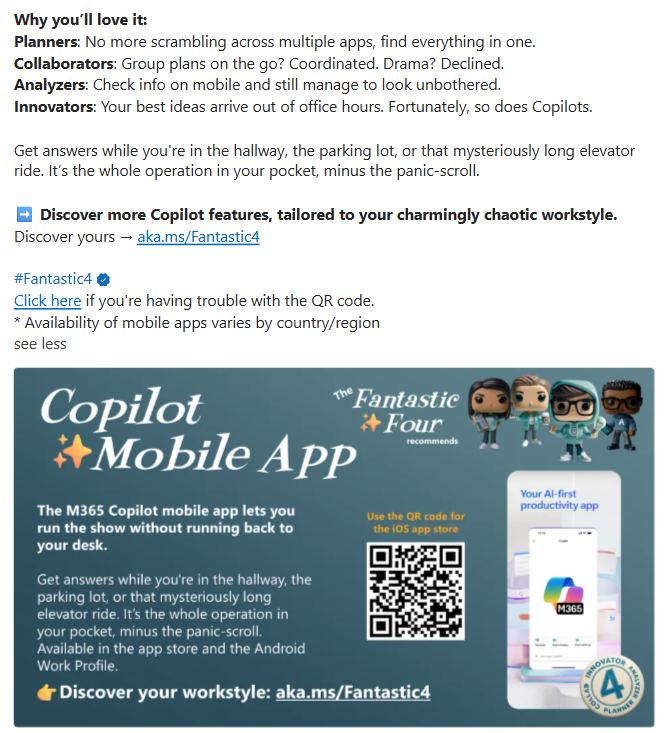 Why you'll love it:
Planners: No more scrambling across multiple apps, find everything in one.
Collaborators: Group plans on the go? Coordinated. Drama? Declined.
Analyzers: Check info on mobile and still manage to look unbothered.
Innovators: Your best ideas arrive out of office hours. Fortunately, so does Copilots.
Get answers while you're in the hallway, the parking lot, or that mysteriously long elevator
ride. It's the whole operation in your pocket, minus the panic-scroll.
➡️ Discover more Copilot features, tailored to your charmingly chaotic workstyle.
Discover yours → aka.ms/Fantastic4
#Fantastic4
Click here if you're having trouble with the QR code.
* Availability of mobile apps varies by country/region
see less
Copilot
✨Mobile App
The Fantastic
✨Four
recommends
The M365 Copilot mobile app lets you
run the show without running back to
your desk.
Get answers while you're in the hallway, the
parking lot, or that mysteriously long
elevator ride. It's the whole operation in
your pocket, minus the panic-scroll.
Available in the app store and the Android
Work Profile.
👉Discover your workstyle: aka.ms/Fantastic4
Use the QR code for
the iOS app store
Your AI-first
productivity app
M365
INNOVATOR ANALYZER
PLANNER COLLAB
4
A